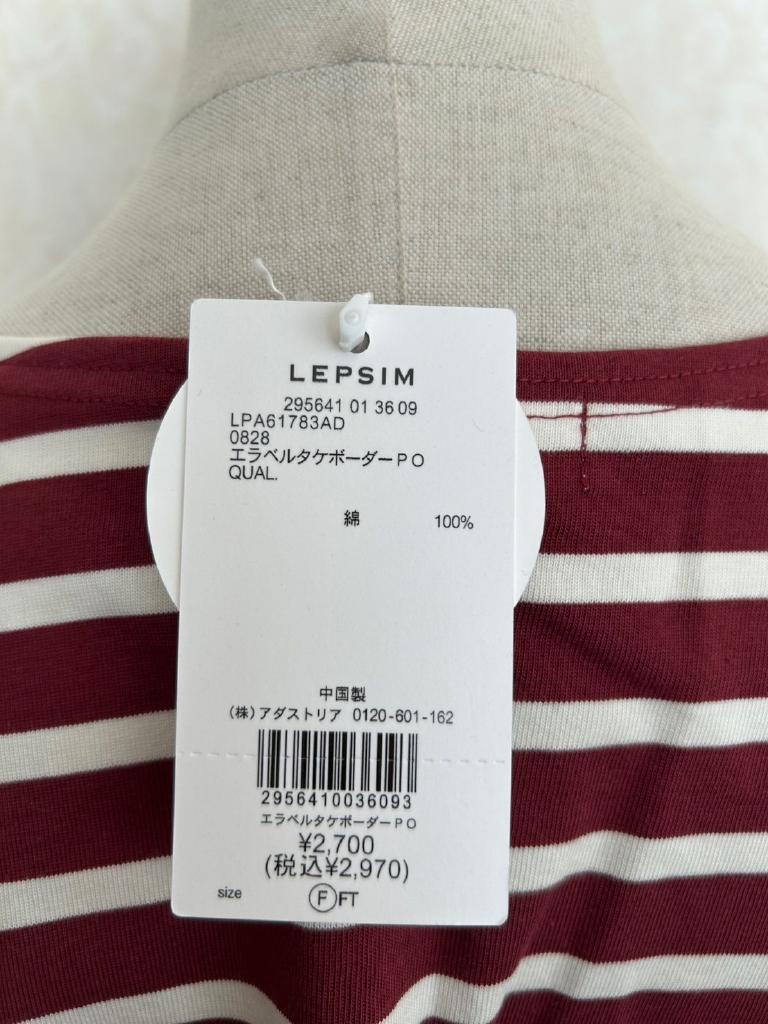 LEPSIM
295641 01 36 09
LPA61783AD
0828
エラベルタケボーダーPO
QUAL.
綿 100%
中国製
(株)アダストリア 0120-601-162
2956410036093
エラベルタケボーダーPO
¥2,700
(税込¥2,970)
size Ⓕ FT